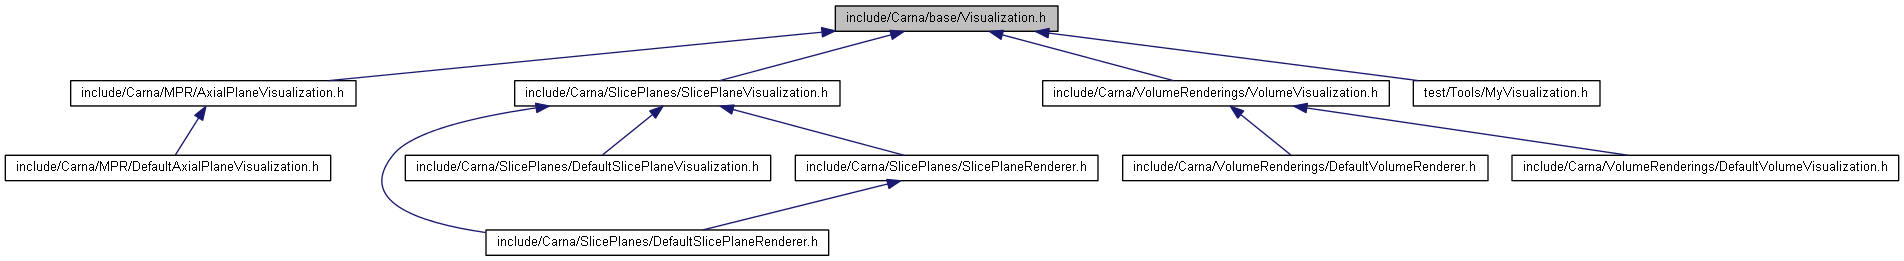 include/Carna/base/Visualization.h
include/Carna/MPR/AxialPlaneVisualization.h
include/Carna/SlicePlanes/SlicePlaneVisualization.h
include/Carna/VolumeRenderings/VolumeVisualization.h
test/Tools/MyVisualization.h
include/Carna/MPR/DefaultAxialPlaneVisualization.h
include/Carna/SlicePlanes/DefaultSlicePlaneVisualization.h
include/Carna/SlicePlanes/SlicePlaneRenderer.h
include/Carna/VolumeRenderings/DefaultVolumeRenderer.h
include/Carna/VolumeRenderings/DefaultVolumeVisualization.h
include/Carna/SlicePlanes/DefaultSlicePlaneRenderer.h